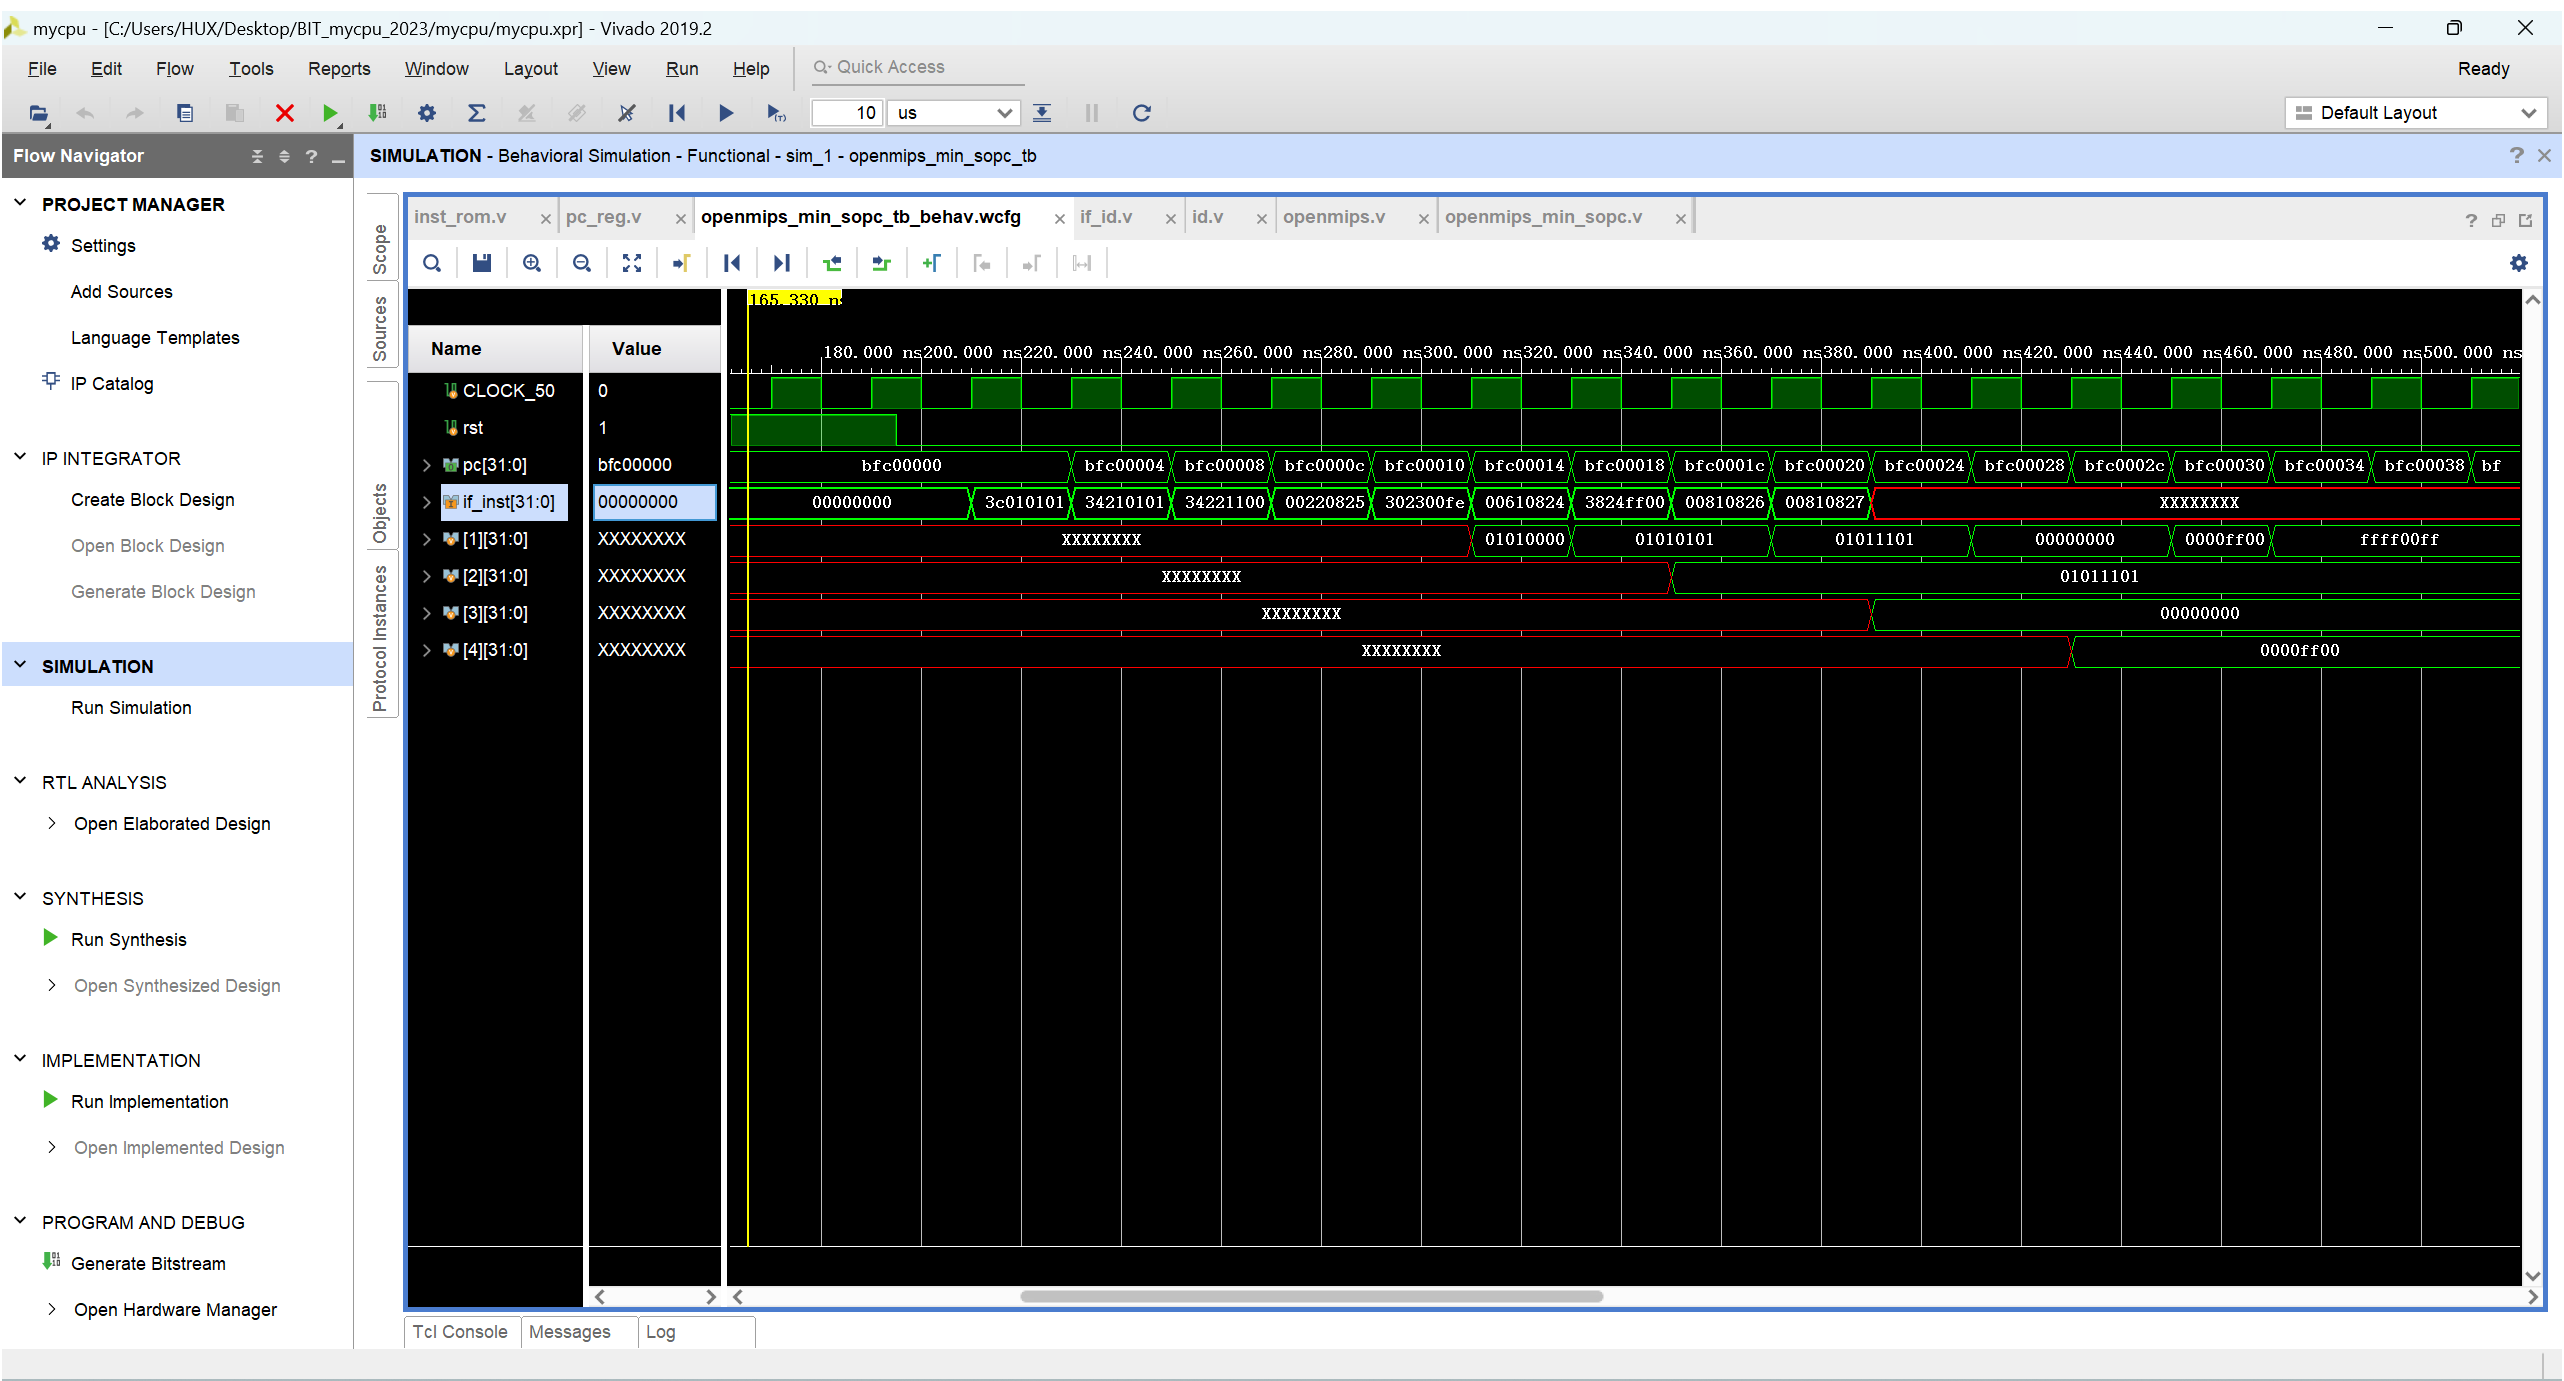 mycpu - [C:/Users/HUX/Desktop/BIT_mycpu_2023/mycpu/mycpu.xpr] - Vivado 2019.2
File Edit Flow Tools Reports Window Layout View Run Help Quick Access Ready
10 us Default Layout
Flow Navigator
SIMULATION - Behavioral Simulation - Functional - sim_1 - openmips_min_sopc_tb
PROJECT MANAGER
Settings
Add Sources
Language Templates
IP Catalog
IP INTEGRATOR
Create Block Design
Open Block Design
Generate Block Design
SIMULATION
Run Simulation
RTL ANALYSIS
Open Elaborated Design
SYNTHESIS
Run Synthesis
Open Synthesized Design
IMPLEMENTATION
Run Implementation
Open Implemented Design
PROGRAM AND DEBUG
Generate Bitstream
Open Hardware Manager
Scope
Sources
Objects
Protocol Instances
inst_rom.v pc_reg.v openmips_min_sopc_tb_behav.wcfg if_id.v id.v openmips.v openmips_min_sopc.v
165.330 ns
Name Value 180.000 ns 200.000 ns 220.000 ns 240.000 ns 260.000 ns 280.000 ns 300.000 ns 320.000 ns 340.000 ns 360.000 ns 380.000 ns 400.000 ns 420.000 ns 440.000 ns 460.000 ns 480.000 ns 500.000 ns
CLOCK_50 0
rst 1
pc[31:0] bfc00000 bfc00000 bfc00004 bfc00008 bfc0000c bfc00010 bfc00014 bfc00018 bfc0001c bfc00020 bfc00024 bfc00028 bfc0002c bfc00030 bfc00034 bfc00038 bf
if_inst[31:0] 00000000 00000000 3c010101 34210101 34221100 00220825 302300fe 00610824 3824ff00 00810826 00810827 XXXXXXXX
[1][31:0] XXXXXXXX XXXXXXXX 01010000 01010101 01011101 00000000 0000ff00 ffff00ff
[2][31:0] XXXXXXXX XXXXXXXX 01011101
[3][31:0] XXXXXXXX XXXXXXXX 00000000
[4][31:0] XXXXXXXX XXXXXXXX 0000ff00
Tcl Console Messages Log